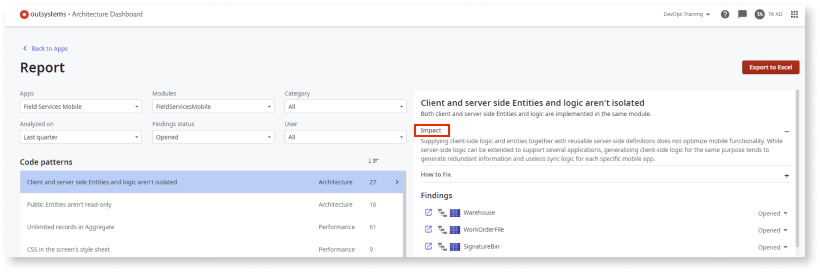 outsystems • Architecture Dashboard
DevOps Training
TA
TK AD
Back to Apps
Report
Export to Excel
Apps
Modules
Category
Field Services Mobile
FieldServicesMobile
All
Analyzed on
Findings status
User
Last quarter
Opened
All
Code patterns
Client and server side Entities and logic aren't isolated Architecture 27
Public Entities aren't read-only Architecture 16
Unlimited records in Aggregate Performance 61
CSS in the screen's style sheet Performance 9
Client and server side Entities and logic aren't isolated
Both client and server side Entities and logic are implemented in the same module.
Impact
Supplying client-side logic and entities together with reusable server-side definitions does not optimize mobile functionality. While
server-side logic can be extended to support several applications, generalizing client-side logic for the same purpose tends to
generate redundant information and useless sync logic for each specific mobile app.
How to Fix
Findings
Warehouse Opened
WorkOrderFile Opened
SignatureBin Opened